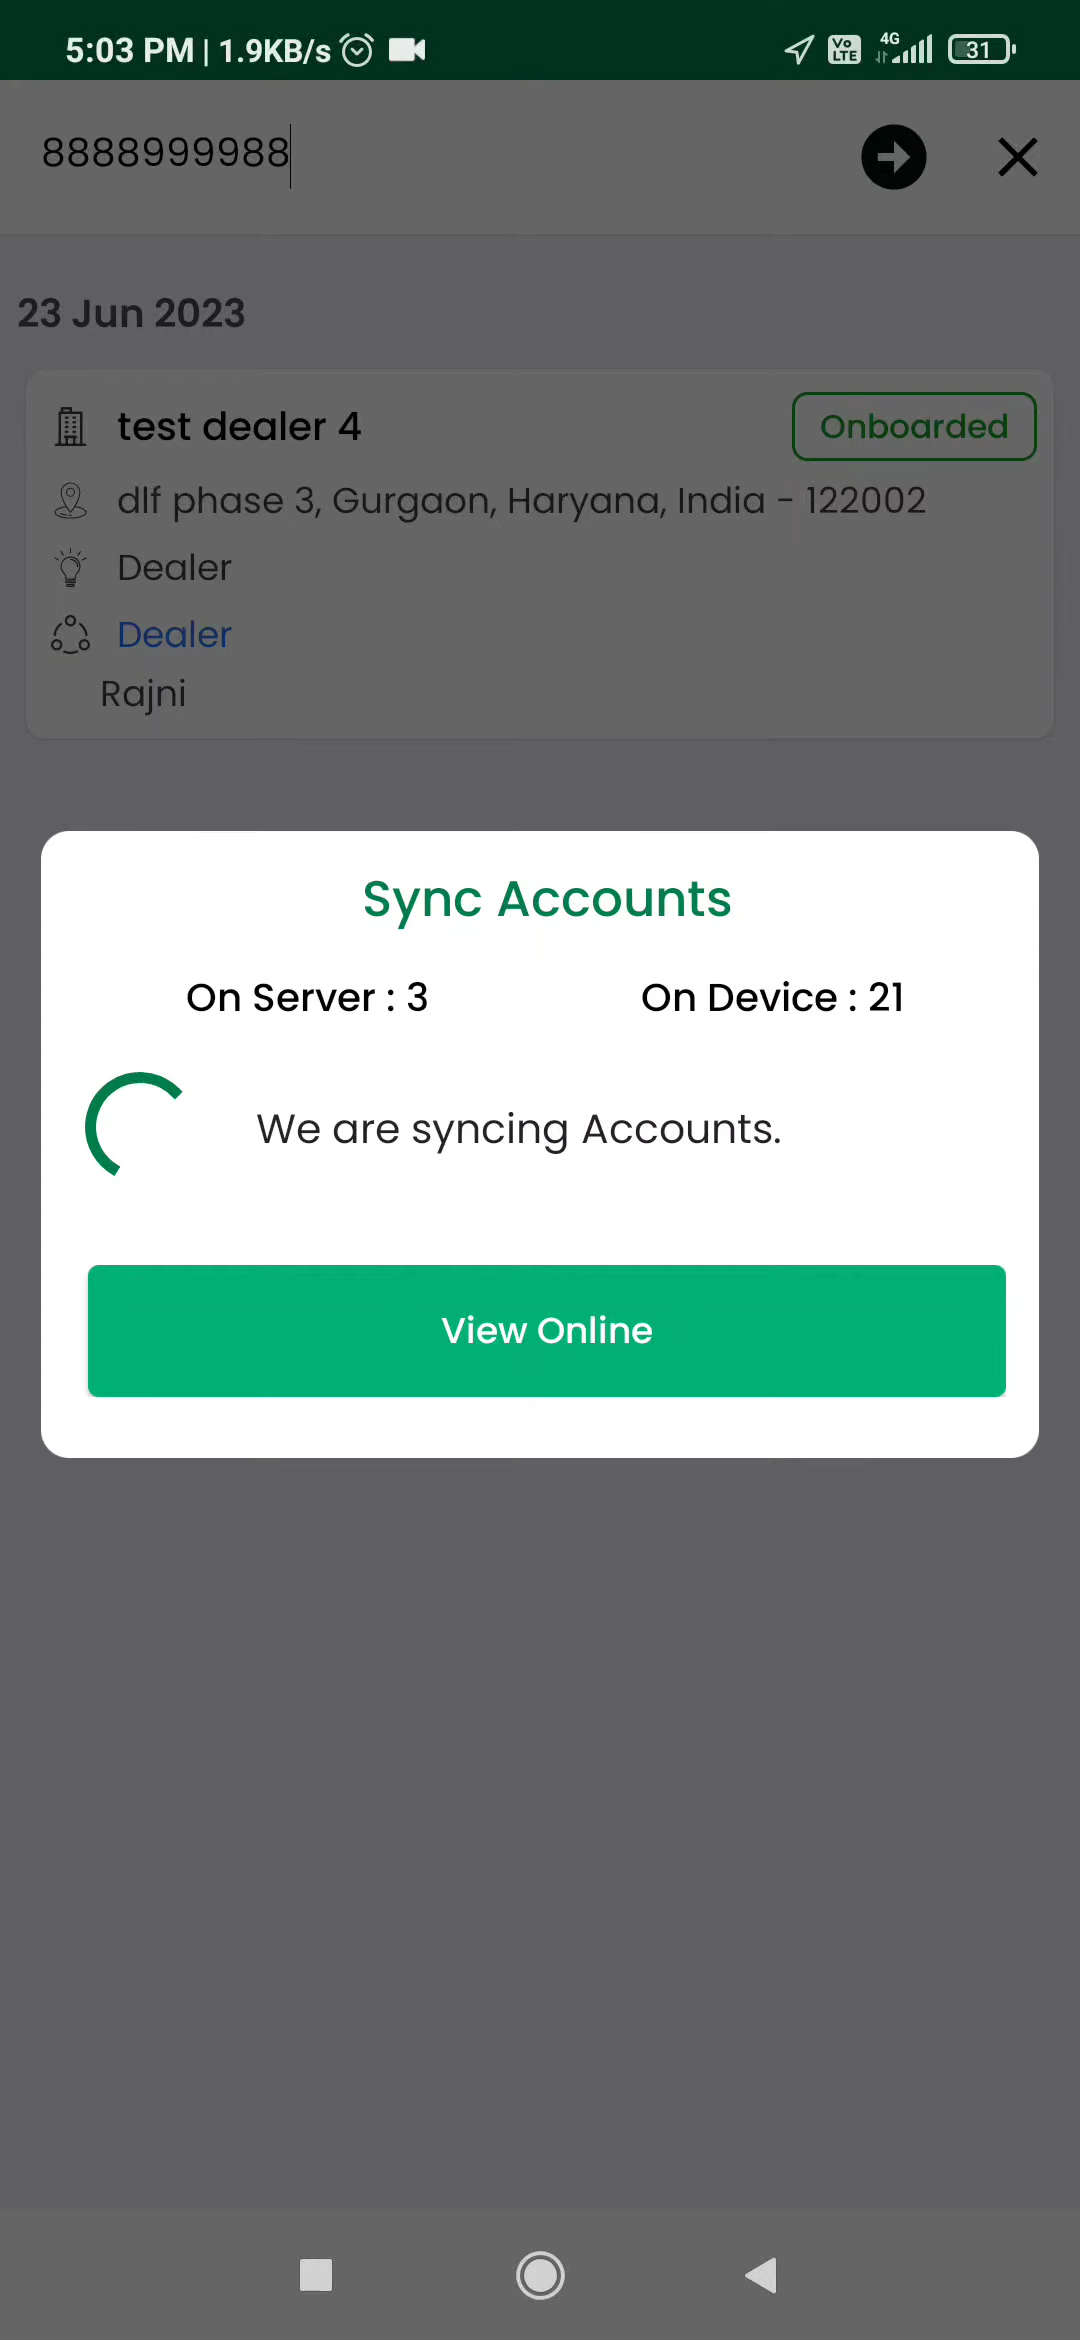 5:03 PM | 1.9KB/s
Vo LTE 4G 31
8888999988
23 Jun 2023
test dealer 4
Onboarded
dlf phase 3, Gurgaon, Haryana, India - 122002
Dealer
Dealer
Rajni
Sync Accounts
On Server : 3
On Device : 21
We are syncing Accounts.
View Online